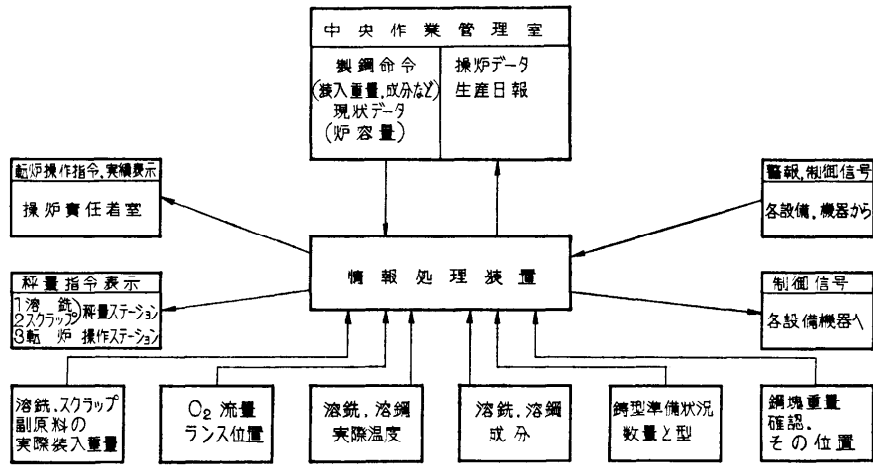 中央作業管理室
製鋼命令
(装入重量,成分など)
現状データ
(炉容量)
操炉データ
生産日報
転炉操作指令,実績表示
操炉責任者室
警報,制御信号
各設備,機器から
情報処理装置
秤量指令表示
1溶銑
2スクラップ)秤量ステーション
3転炉 操作ステーション
制御信号
各設備機器へ
溶銑,スクラップ
副原料の
実際装入重量
O₂流量
ランス位置
溶銑,溶鋼
実際温度
溶銑,溶鋼
成分
鋳型準備状況
数量と型
鋼塊重量
確認,
その位置